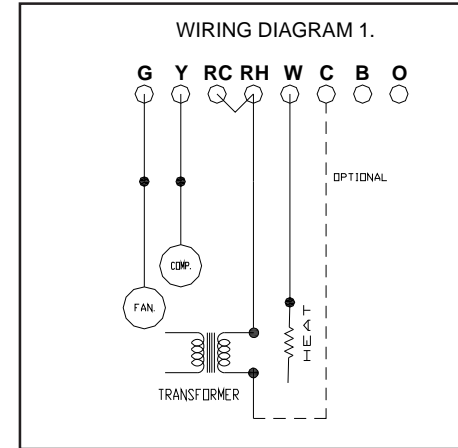 WIRING DIAGRAM 1.
G Y RC RH W C B O
OPTIONAL
COMP.
FAN.
HEAT
TRANSFORMER